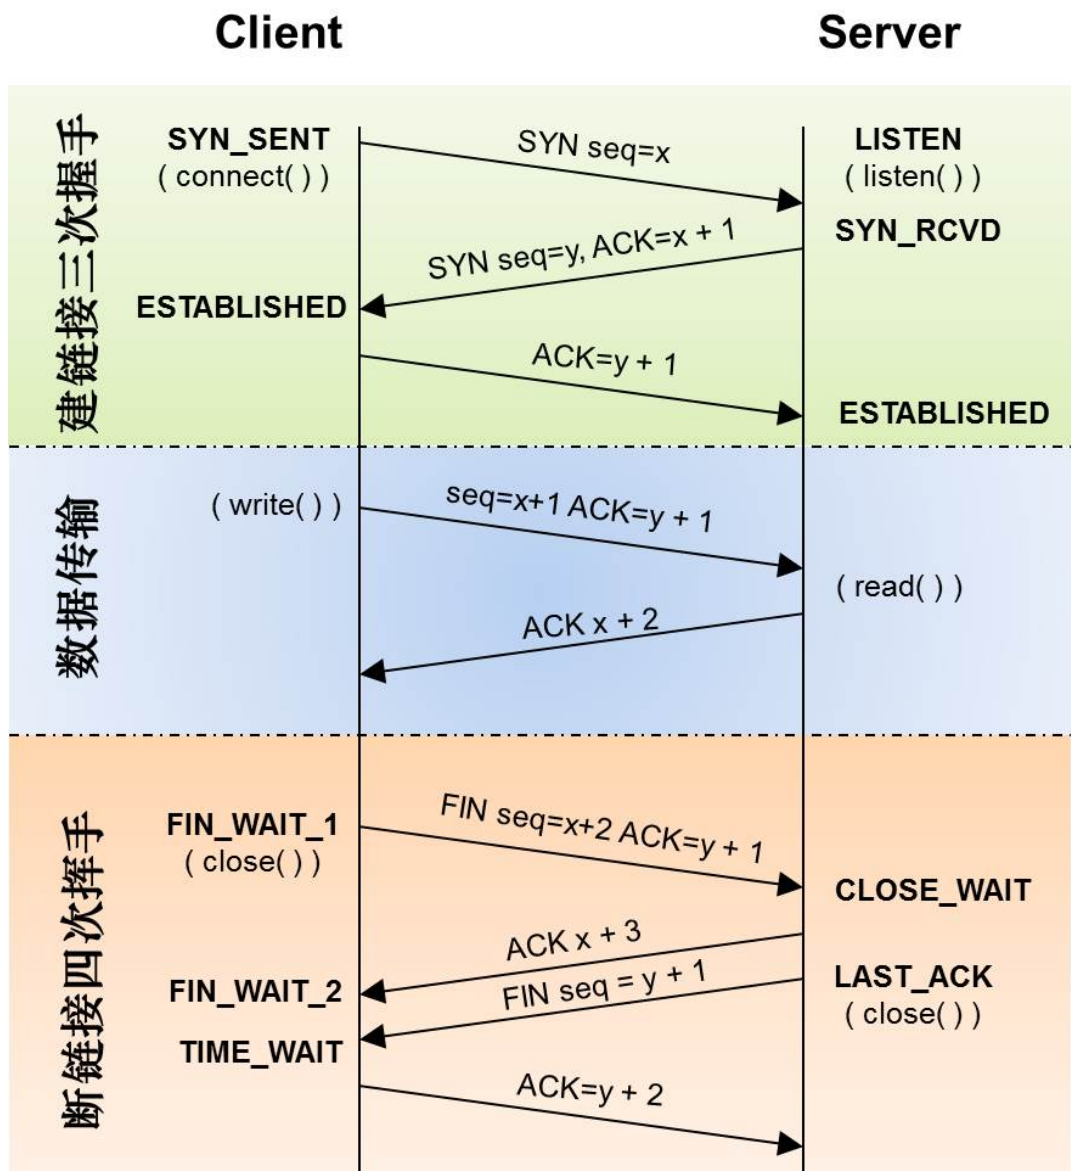 Client
Server
建链接三次握手
SYN_SENT
( connect( ) )
SYN seq=x
LISTEN
( listen( ) )
SYN_RCVD
SYN seq=y, ACK=x + 1
ESTABLISHED
ACK=y + 1
ESTABLISHED
数据传输
( write( ) )
seq=x+1 ACK=y + 1
( read( ) )
ACK x + 2
断链接四次挥手
FIN_WAIT_1
( close( ) )
FIN seq=x+2 ACK=y + 1
CLOSE_WAIT
ACK x + 3
FIN_WAIT_2
FIN seq = y + 1
LAST_ACK
( close( ) )
TIME_WAIT
ACK=y + 2